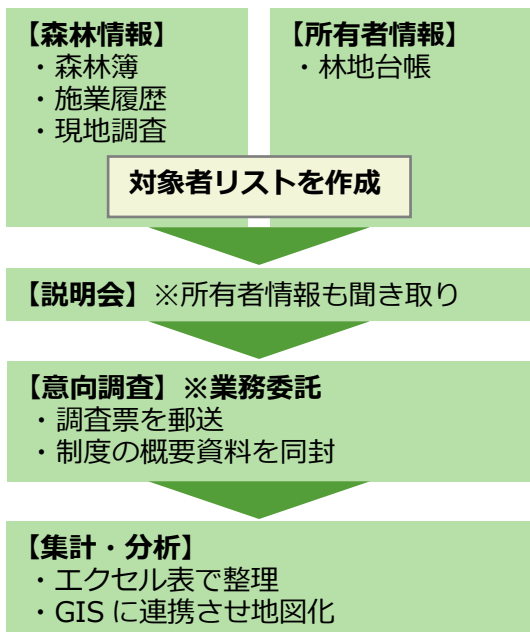 【森林情報】
・森林簿
・施業履歴
・現地調査
【所有者情報】
・林地台帳
対象者リストを作成
【説明会】※所有者情報も聞き取り
【意向調査】※業務委託
・調査票を郵送
・制度の概要資料を同封
【集計・分析】
・エクセル表で整理
・GIS に連携させ地図化